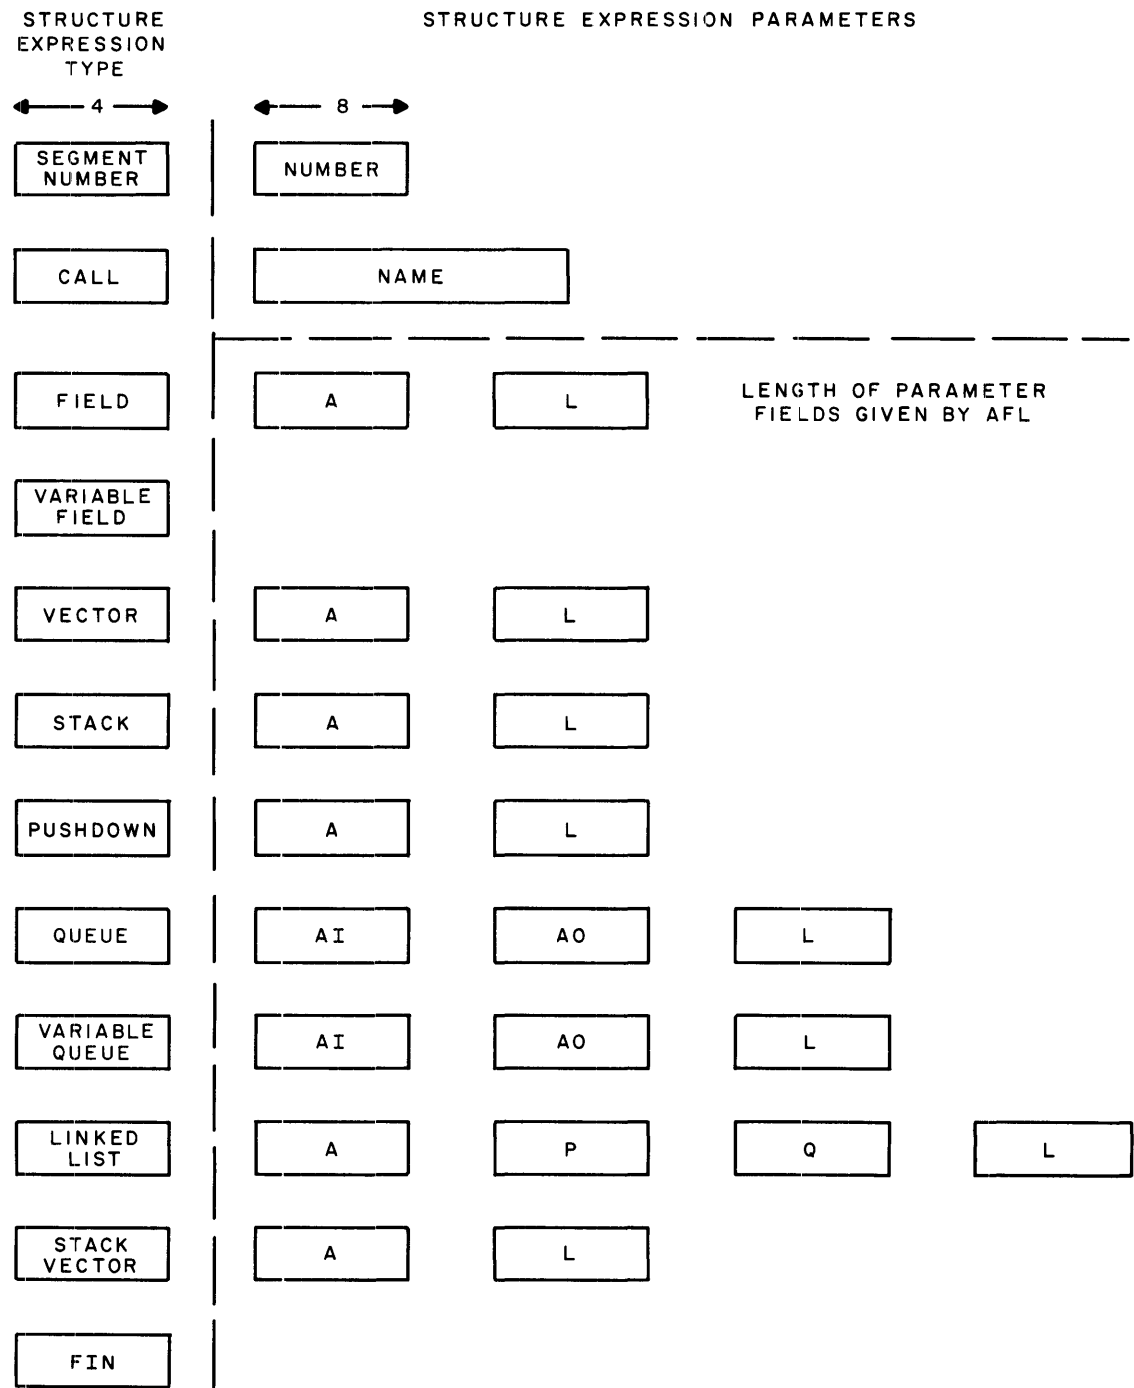 STRUCTURE
EXPRESSION
TYPE
STRUCTURE EXPRESSION PARAMETERS
4
8
SEGMENT
NUMBER
NUMBER
CALL
NAME
FIELD
A
L
LENGTH OF PARAMETER
FIELDS GIVEN BY AFL
VARIABLE
FIELD
VECTOR
A
L
STACK
A
L
PUSHDOWN
A
L
QUEUE
AI
AO
L
VARIABLE
QUEUE
AI
AO
L
LINKED
LIST
A
P
Q
L
STACK
VECTOR
A
L
FIN